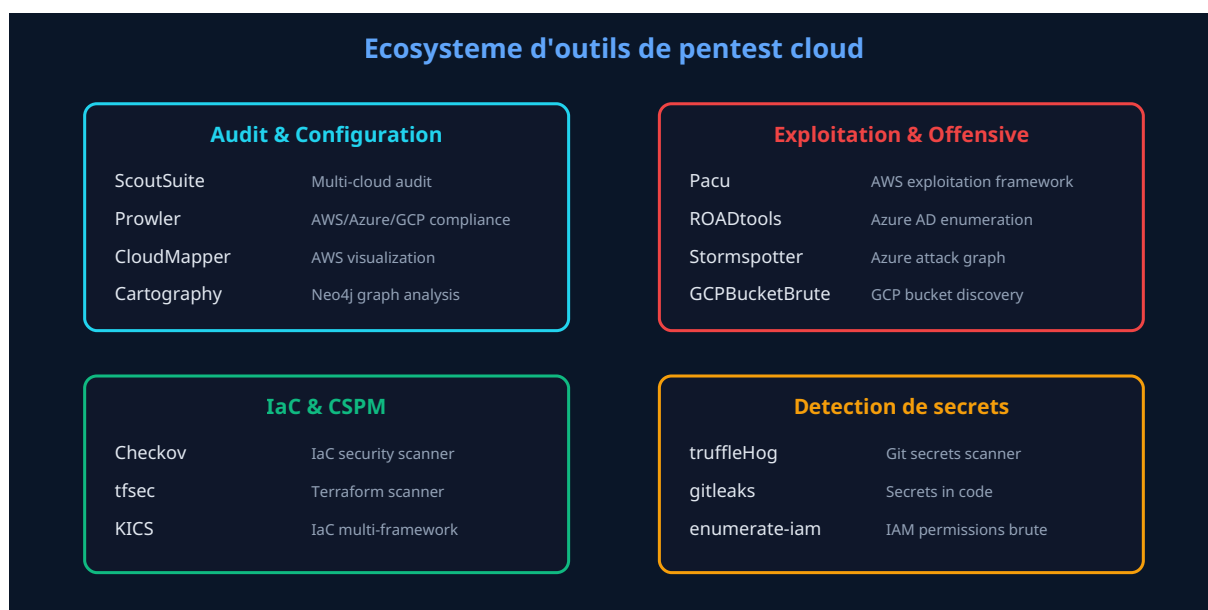 Ecosysteme d'outils de pentest cloud
Audit & Configuration
ScoutSuite Multi-cloud audit
Prowler AWS/Azure/GCP compliance
CloudMapper AWS visualization
Cartography Neo4j graph analysis
Exploitation & Offensive
Pacu AWS exploitation framework
ROADtools Azure AD enumeration
Stormspotter Azure attack graph
GCPBucketBrute GCP bucket discovery
IaC & CSPM
Checkov IaC security scanner
tfsec Terraform scanner
KICS IaC multi-framework
Detection de secrets
truffleHog Git secrets scanner
gitleaks Secrets in code
enumerate-iam IAM permissions brute